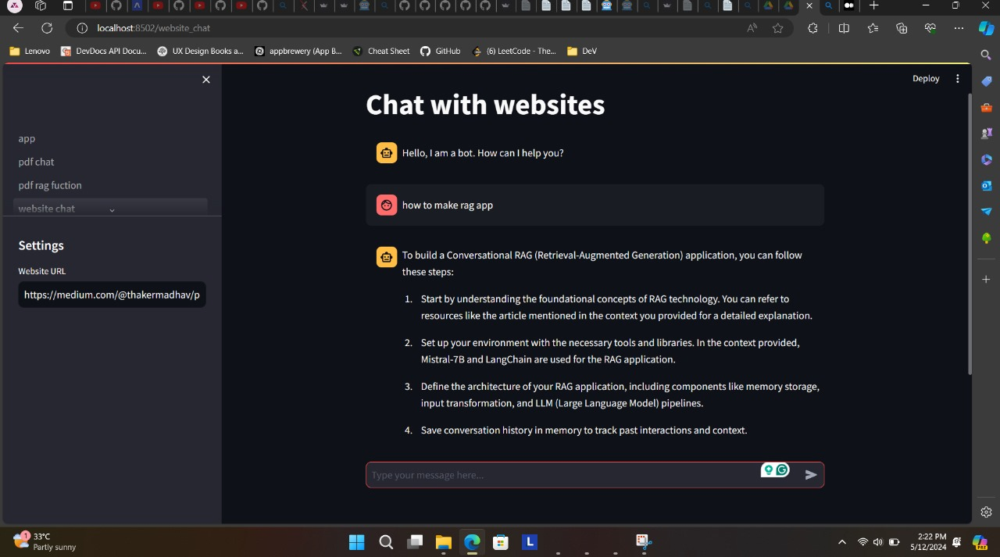 localhost:8502/website_chat
Lenovo
DevDocs API Docu...
UX Design Books a...
appbrewery (App B...
Cheat Sheet
GitHub
(6) LeetCode - The...
DeV
Deploy
app
pdf chat
pdf rag fuction
website chat
Settings
Website URL
https://medium.com/@thakermadhav/p
Chat with websites
Hello, I am a bot. How can I help you?
how to make rag app
To build a Conversational RAG (Retrieval-Augmented Generation) application, you can follow
these steps:
1. Start by understanding the foundational concepts of RAG technology. You can refer to
resources like the article mentioned in the context you provided for a detailed explanation.
2. Set up your environment with the necessary tools and libraries. In the context provided,
Mistral-7B and LangChain are used for the RAG application.
3. Define the architecture of your RAG application, including components like memory storage,
input transformation, and LLM (Large Language Model) pipelines.
4. Save conversation history in memory to track past interactions and context.
Type your message here...
1
33°C
Partly sunny
L
2:22 PM
5/12/2024
PRE